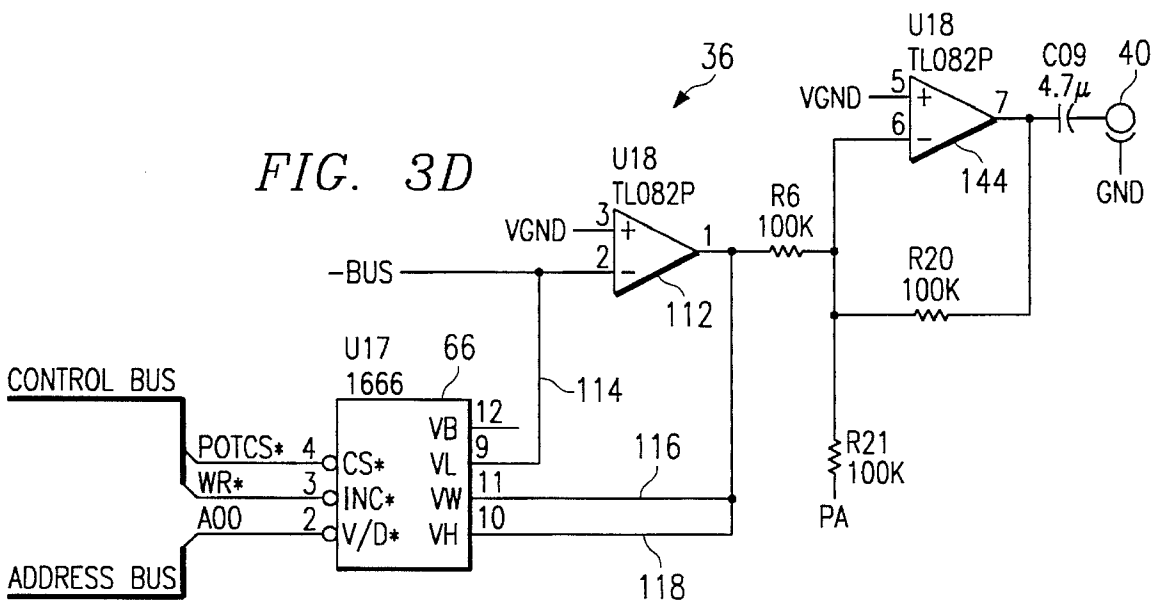 FIG. 3D
36
U18
TL082P
VGND
5
+
6
−
7
144
C09
4.7μ
40
GND
U18
TL082P
VGND
3
+
-BUS
2
−
1
112
R6
100K
R20
100K
R21
100K
PA
U17
1666
66
114
CONTROL BUS
POTCS* 4
WR* 3
A00 2
ADDRESS BUS
CS*
INC*
V/D*
VB 12
VL 9
VW 11
VH 10
116
118